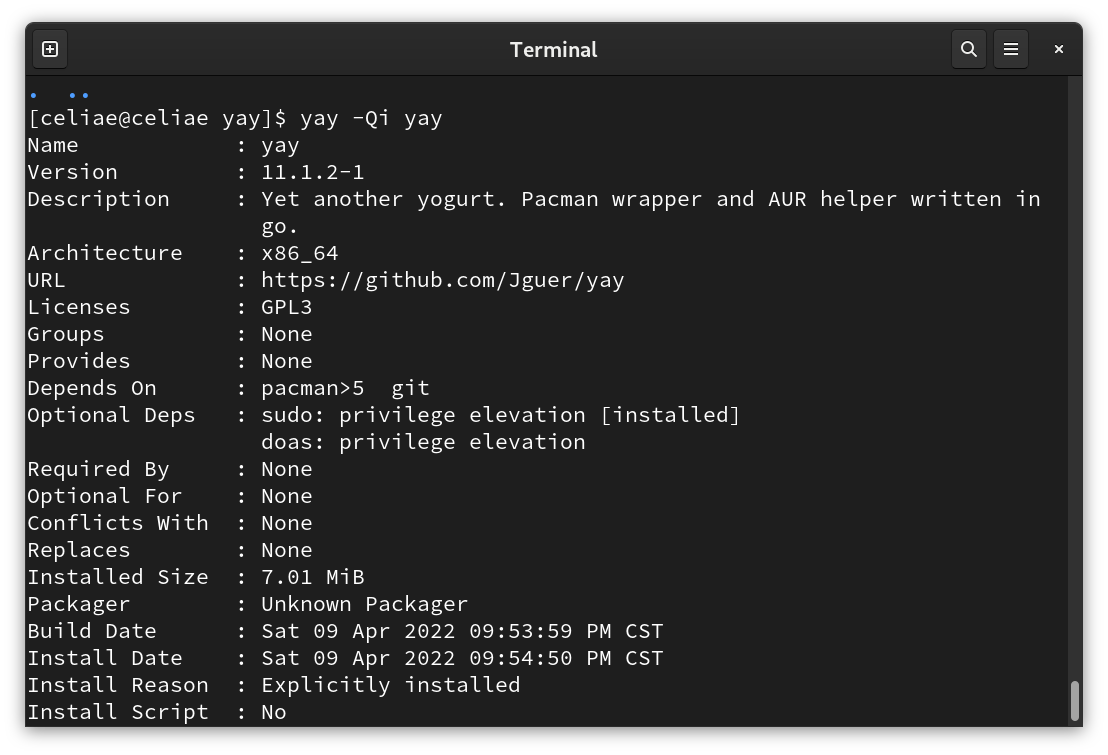 Terminal
.  ..
[celiae@celiae yay]$ yay -Qi yay
Name            : yay
Version         : 11.1.2-1
Description     : Yet another yogurt. Pacman wrapper and AUR helper written in
                  go.
Architecture    : x86_64
URL             : https://github.com/Jguer/yay
Licenses        : GPL3
Groups          : None
Provides        : None
Depends On      : pacman>5  git
Optional Deps   : sudo: privilege elevation [installed]
                  doas: privilege elevation
Required By     : None
Optional For    : None
Conflicts With  : None
Replaces        : None
Installed Size  : 7.01 MiB
Packager        : Unknown Packager
Build Date      : Sat 09 Apr 2022 09:53:59 PM CST
Install Date    : Sat 09 Apr 2022 09:54:50 PM CST
Install Reason  : Explicitly installed
Install Script  : No